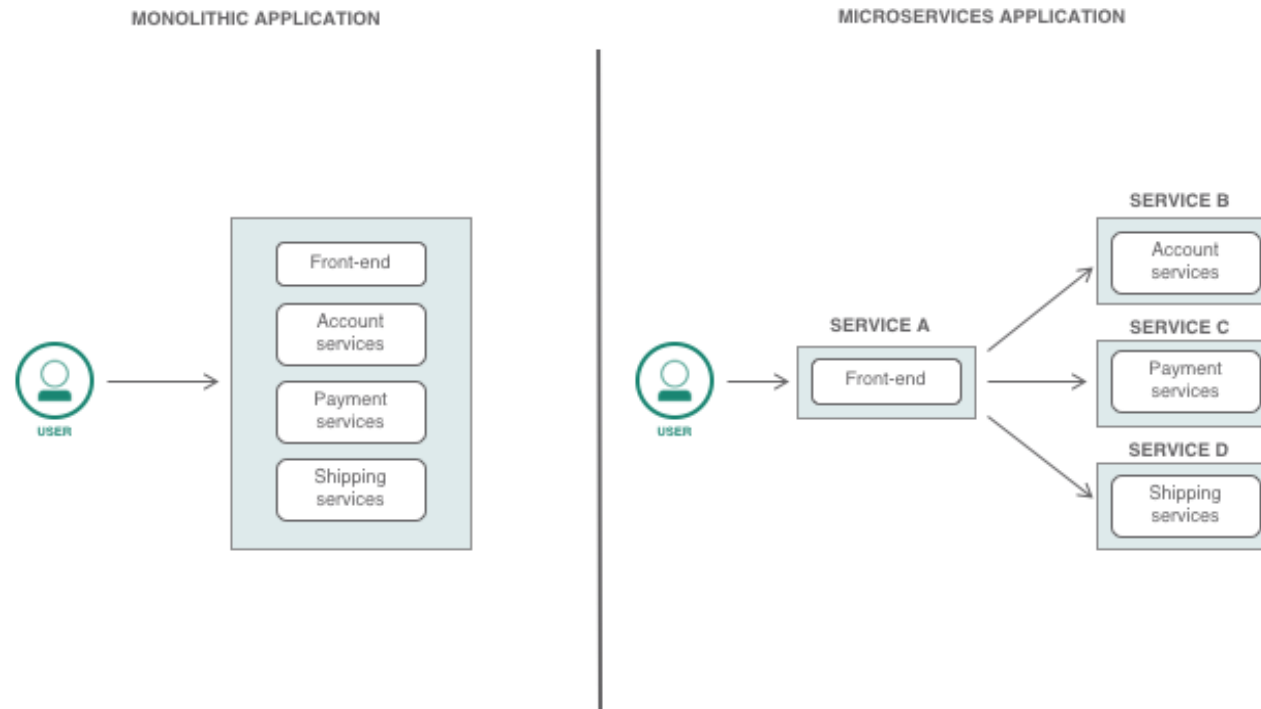 MONOLITHIC APPLICATION
Front-end
Account
services
Payment
services
Shipping
services
USER
MICROSERVICES APPLICATION
USER
SERVICE A
Front-end
SERVICE B
Account
services
SERVICE C
Payment
services
SERVICE D
Shipping
services